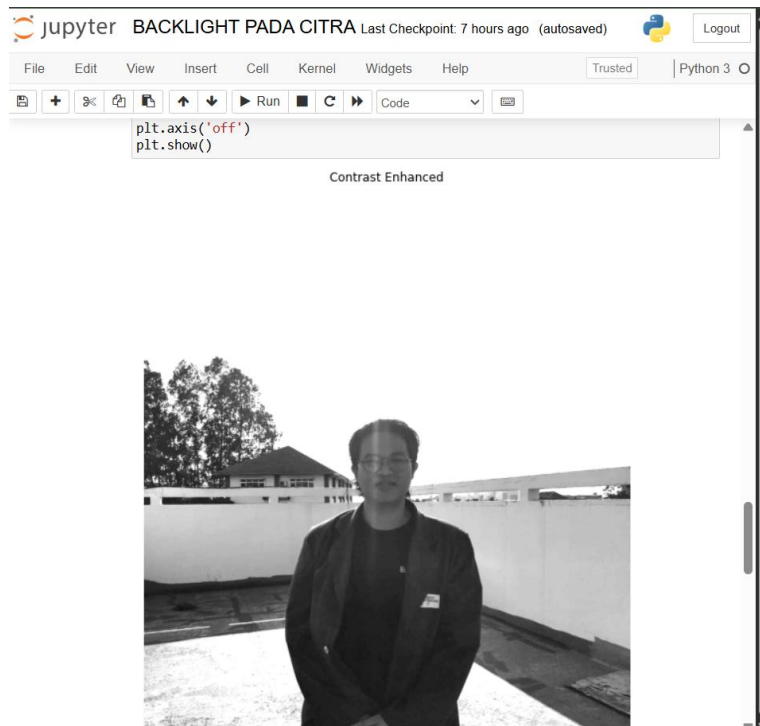 jupyter BACKLIGHT PADA CITRA Last Checkpoint: 7 hours ago (autosaved) Logout
File Edit View Insert Cell Kernel Widgets Help Trusted Python 3
Run Code
plt.axis('off')
plt.show()
Contrast Enhanced